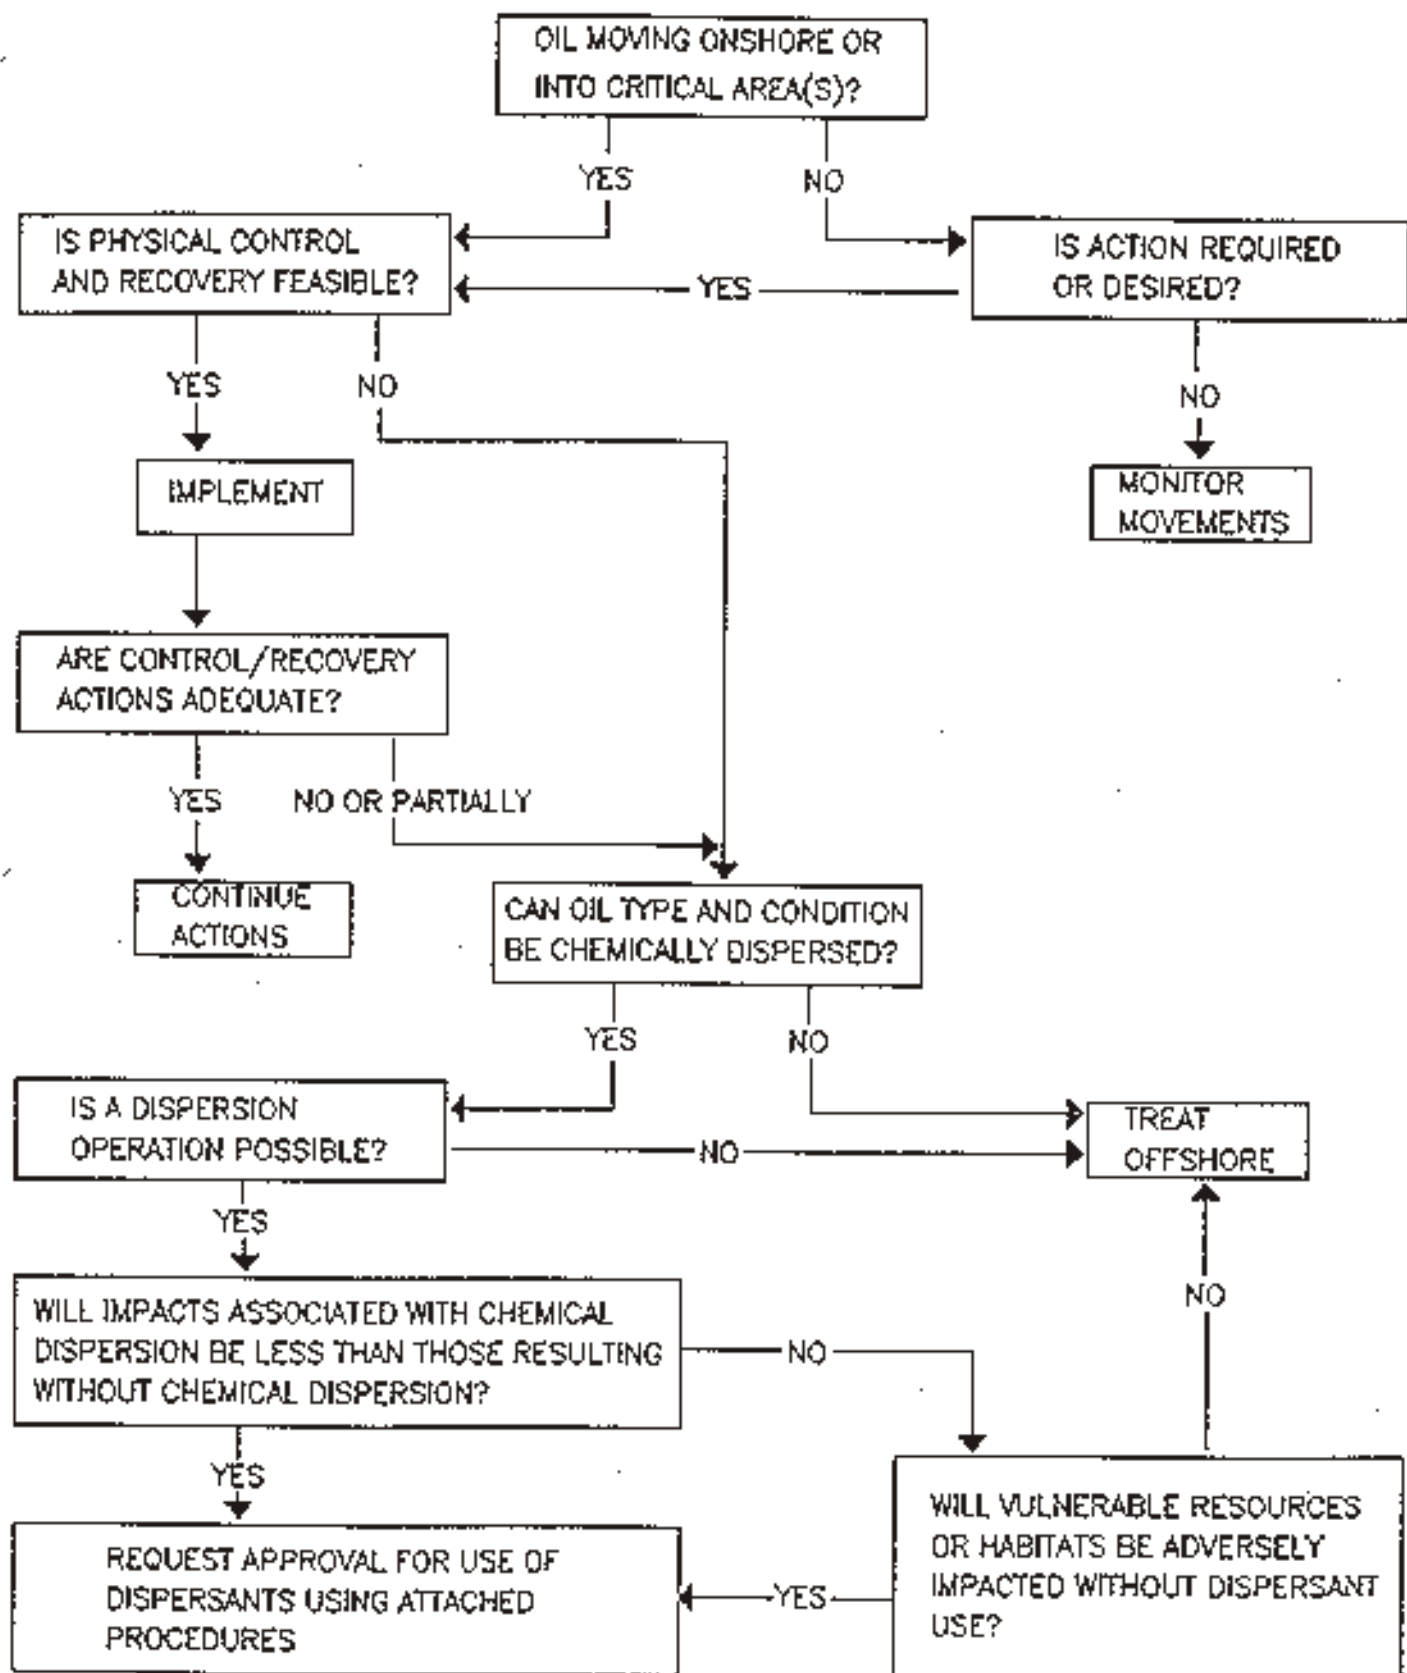 OIL MOVING ONSHORE OR
INTO CRITICAL AREA(S)?
YES
NO
IS PHYSICAL CONTROL
AND RECOVERY FEASIBLE?
YES
IS ACTION REQUIRED
OR DESIRED?
YES
NO
NO
IMPLEMENT
MONITOR
MOVEMENTS
ARE CONTROL/RECOVERY
ACTIONS ADEQUATE?
YES
NO OR PARTIALLY
CONTINUE
ACTIONS
CAN OIL TYPE AND CONDITION
BE CHEMICALLY DISPERSED?
YES
NO
IS A DISPERSION
OPERATION POSSIBLE?
NO
TREAT
OFFSHORE
YES
NO
WILL IMPACTS ASSOCIATED WITH CHEMICAL
DISPERSION BE LESS THAN THOSE RESULTING
WITHOUT CHEMICAL DISPERSION?
NO
YES
WILL VULNERABLE RESOURCES
OR HABITATS BE ADVERSELY
IMPACTED WITHOUT DISPERSANT
USE?
YES
REQUEST APPROVAL FOR USE OF
DISPERSANTS USING ATTACHED
PROCEDURES